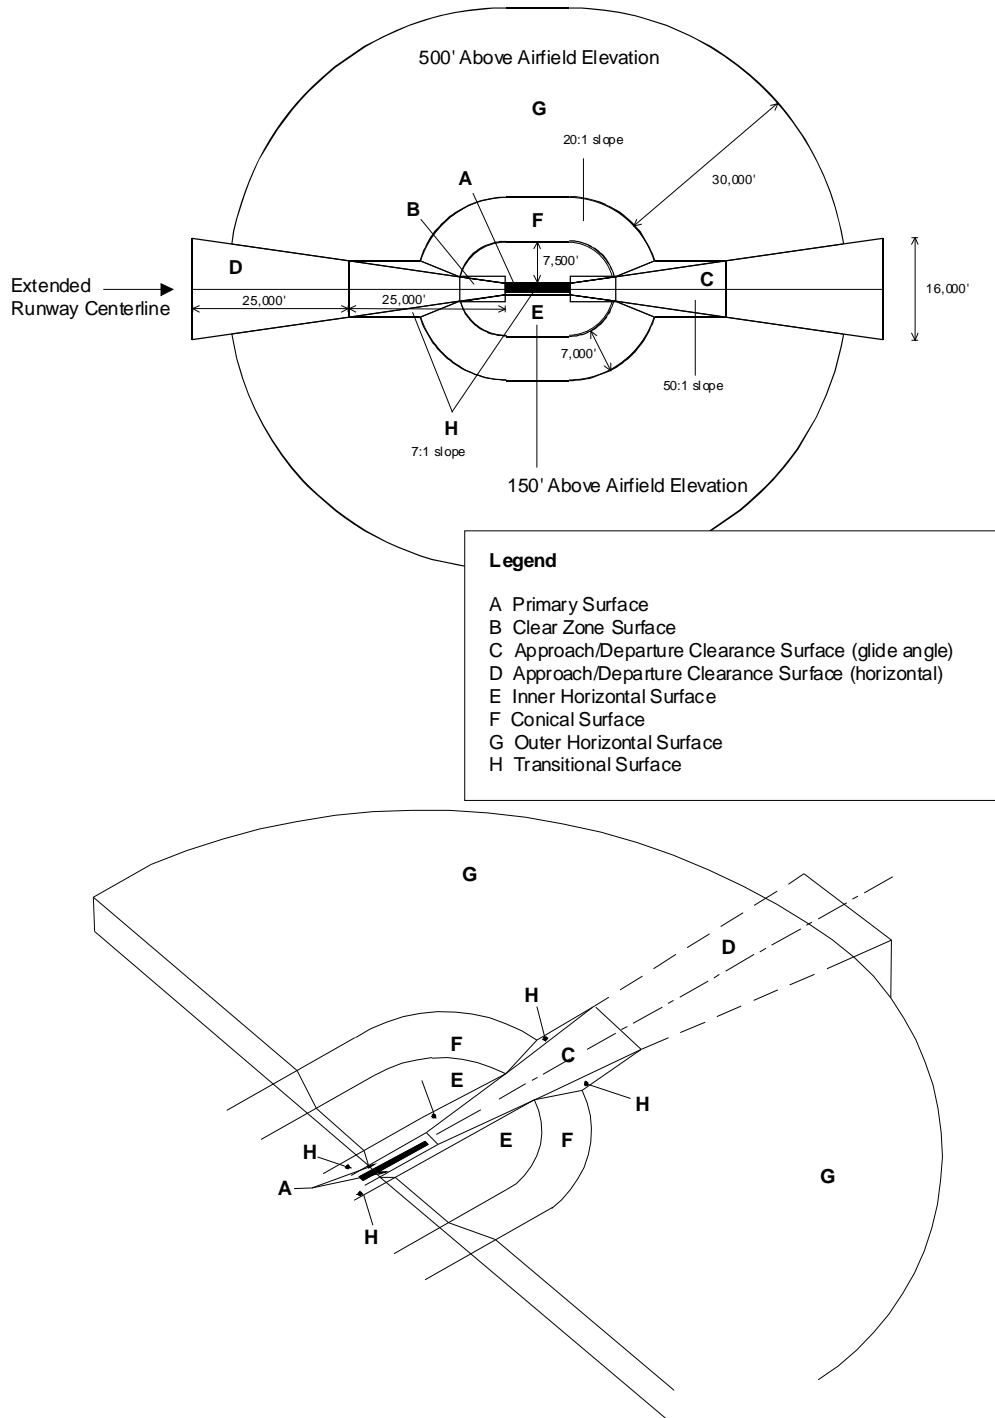 500' Above Airfield Elevation
G
20:1 slope
A
30,000'
B
F
D
7,500'
C
Extended
Runway Centerline
25,000'
25,000'
16,000'
E
7,000'
50:1 slope
H
7:1 slope
150' Above Airfield Elevation
Legend
A Primary Surface
B Clear Zone Surface
C Approach/Departure Clearance Surface (glide angle)
D Approach/Departure Clearance Surface (horizontal)
E Inner Horizontal Surface
F Conical Surface
G Outer Horizontal Surface
H Transitional Surface
G
D
H
F
C
E
H
E
F
H
G
A
H